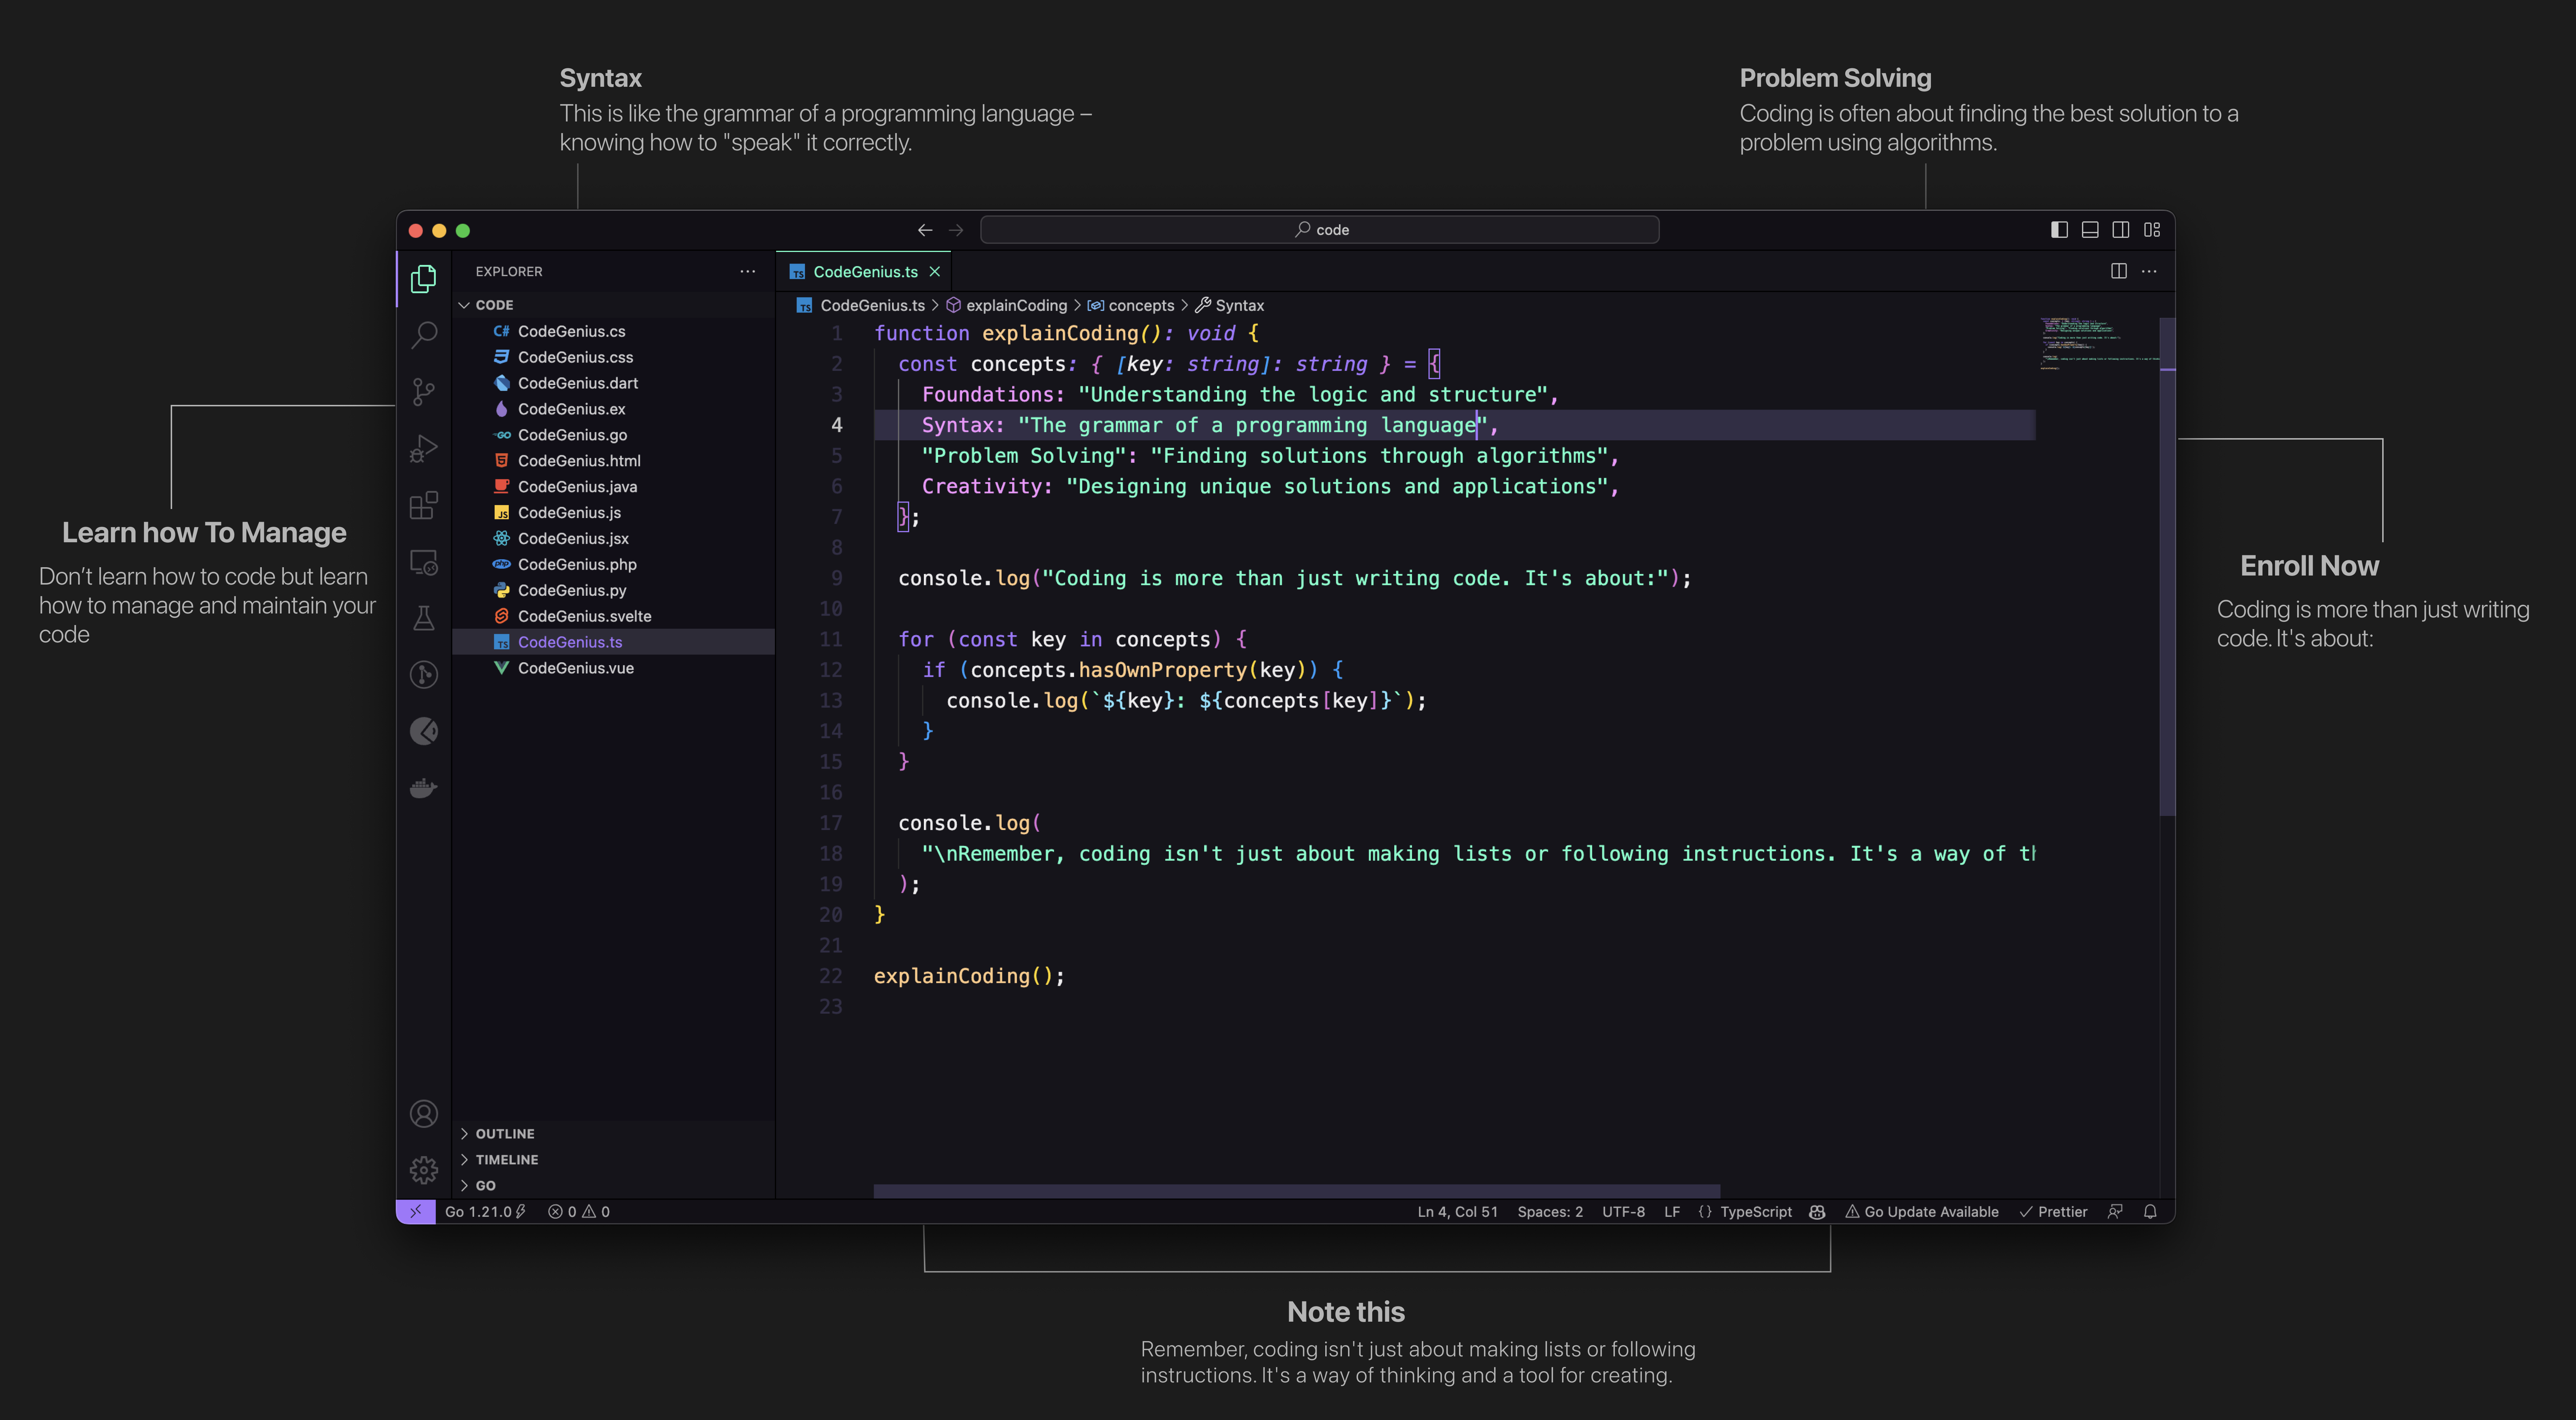 Syntax
This is like the grammar of a programming language –
knowing how to "speak" it correctly.
Problem Solving
Coding is often about finding the best solution to a
problem using algorithms.
Learn how To Manage
Don’t learn how to code but learn
how to manage and maintain your
code
code
EXPLORER
CODE
C# CodeGenius.cs
CodeGenius.css
CodeGenius.dart
CodeGenius.ex
GO CodeGenius.go
CodeGenius.html
CodeGenius.java
JS CodeGenius.js
CodeGenius.jsx
php CodeGenius.php
CodeGenius.py
CodeGenius.svelte
TS CodeGenius.ts
CodeGenius.vue
OUTLINE
TIMELINE
GO
TS CodeGenius.ts
TS CodeGenius.ts > explainCoding > concepts > Syntax
1 function explainCoding(): void {
2 const concepts: { [key: string]: string } = {
3 Foundations: "Understanding the logic and structure",
4 Syntax: "The grammar of a programming language",
5 "Problem Solving": "Finding solutions through algorithms",
6 Creativity: "Designing unique solutions and applications",
7 };
8
9 console.log("Coding is more than just writing code. It's about:");
10
11 for (const key in concepts) {
12 if (concepts.hasOwnProperty(key)) {
13 console.log(`${key}: ${concepts[key]}`);
14 }
15 }
16
17 console.log(
18 "\nRemember, coding isn't just about making lists or following instructions. It's a way of th
19 );
20 }
21
22 explainCoding();
23
Go 1.21.0 0 0 Ln 4, Col 51 Spaces: 2 UTF-8 LF {} TypeScript Go Update Available Prettier
Enroll Now
Coding is more than just writing
code. It's about:
Note this
Remember, coding isn't just about making lists or following
instructions. It's a way of thinking and a tool for creating.